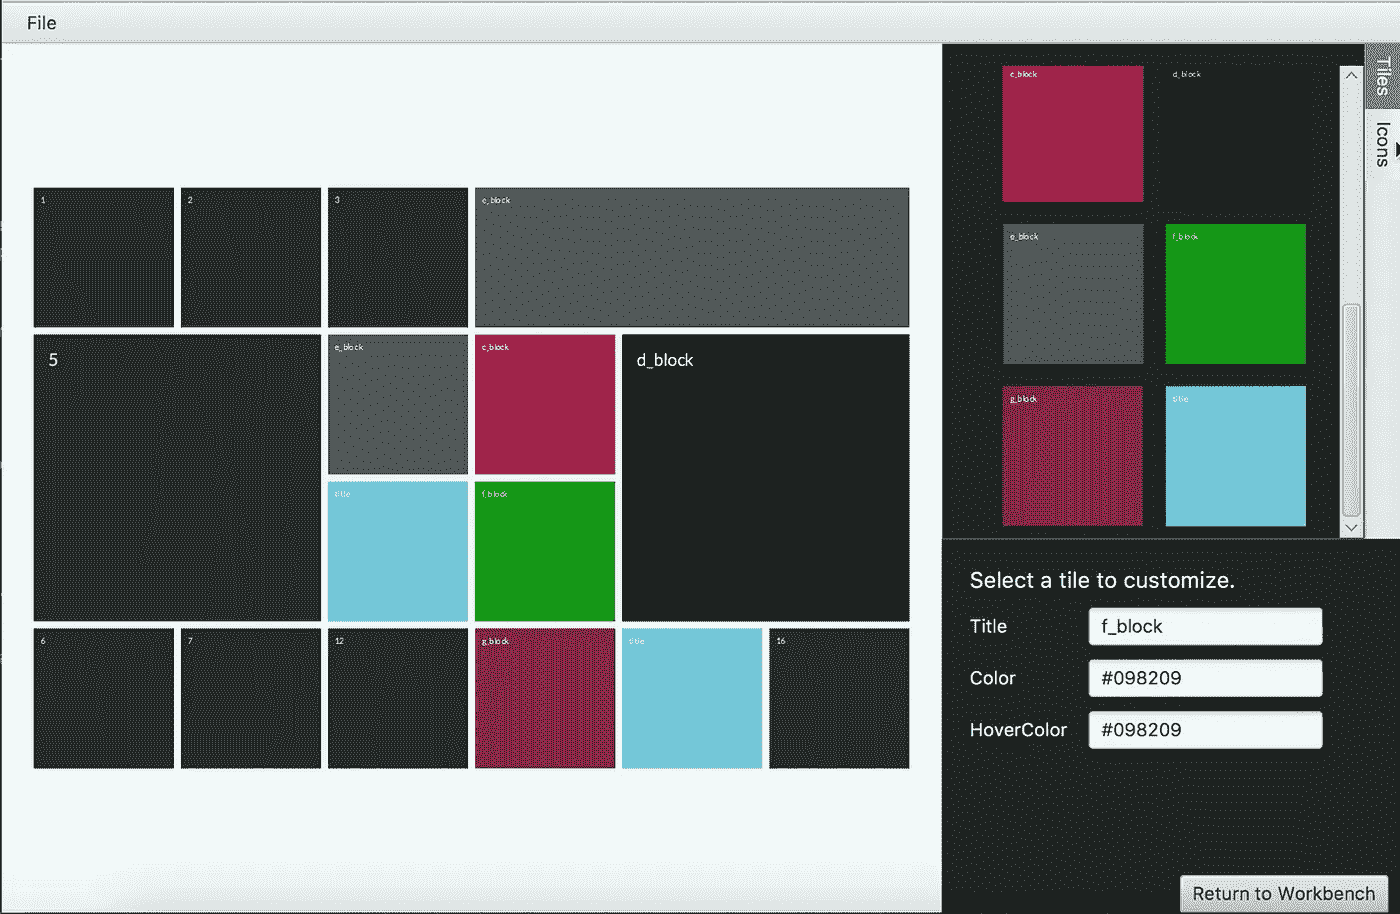 File
1
2
3
e_block
5
e_block
c_block
d_block
title
f_block
6
7
12
g_block
title
16
c_block
d_block
e_block
f_block
g_block
title
Tiles
Icons
Select a tile to customize.
Title
f_block
Color
#098209
HoverColor
#098209
Return to Workbench